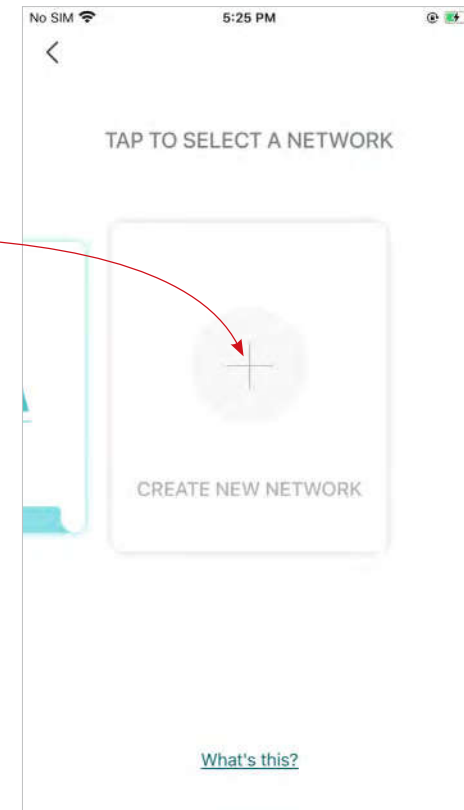 No SIM 5:25 PM
TAP TO SELECT A NETWORK
CREATE NEW NETWORK
What's this?